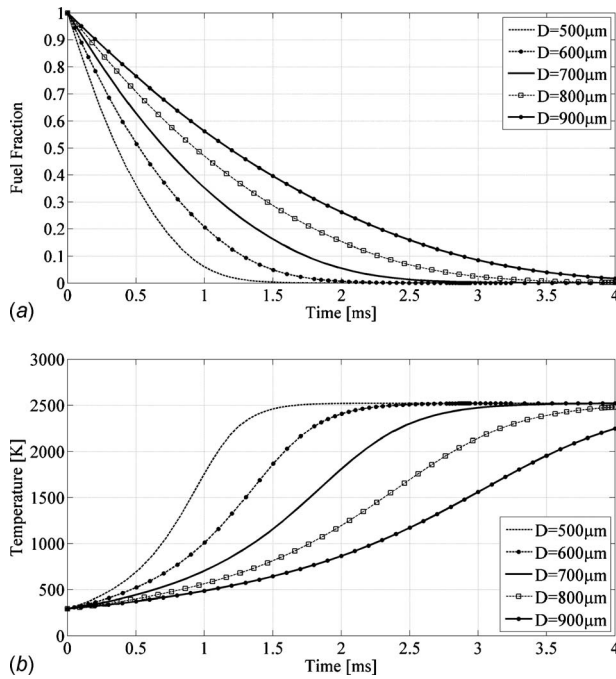 1
0.9
0.8
0.7
0.6
0.5
0.4
0.3
0.2
0.1
0
Fuel Fraction
D=500μm
D=600μm
D=700μm
D=800μm
D=900μm
0 0.5 1 1.5 2 2.5 3 3.5 4
Time [ms]
(a)
3000
2500
2000
1500
1000
500
0
Temperature [K]
D=500μm
D=600μm
D=700μm
D=800μm
D=900μm
0 0.5 1 1.5 2 2.5 3 3.5 4
Time [ms]
(b)